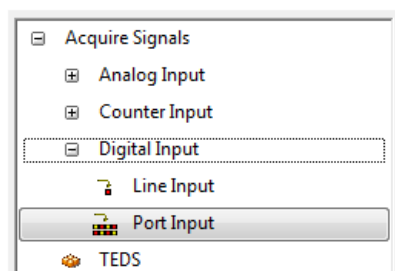 Acquire Signals
Analog Input
Counter Input
Digital Input
Line Input
Port Input
TEDS